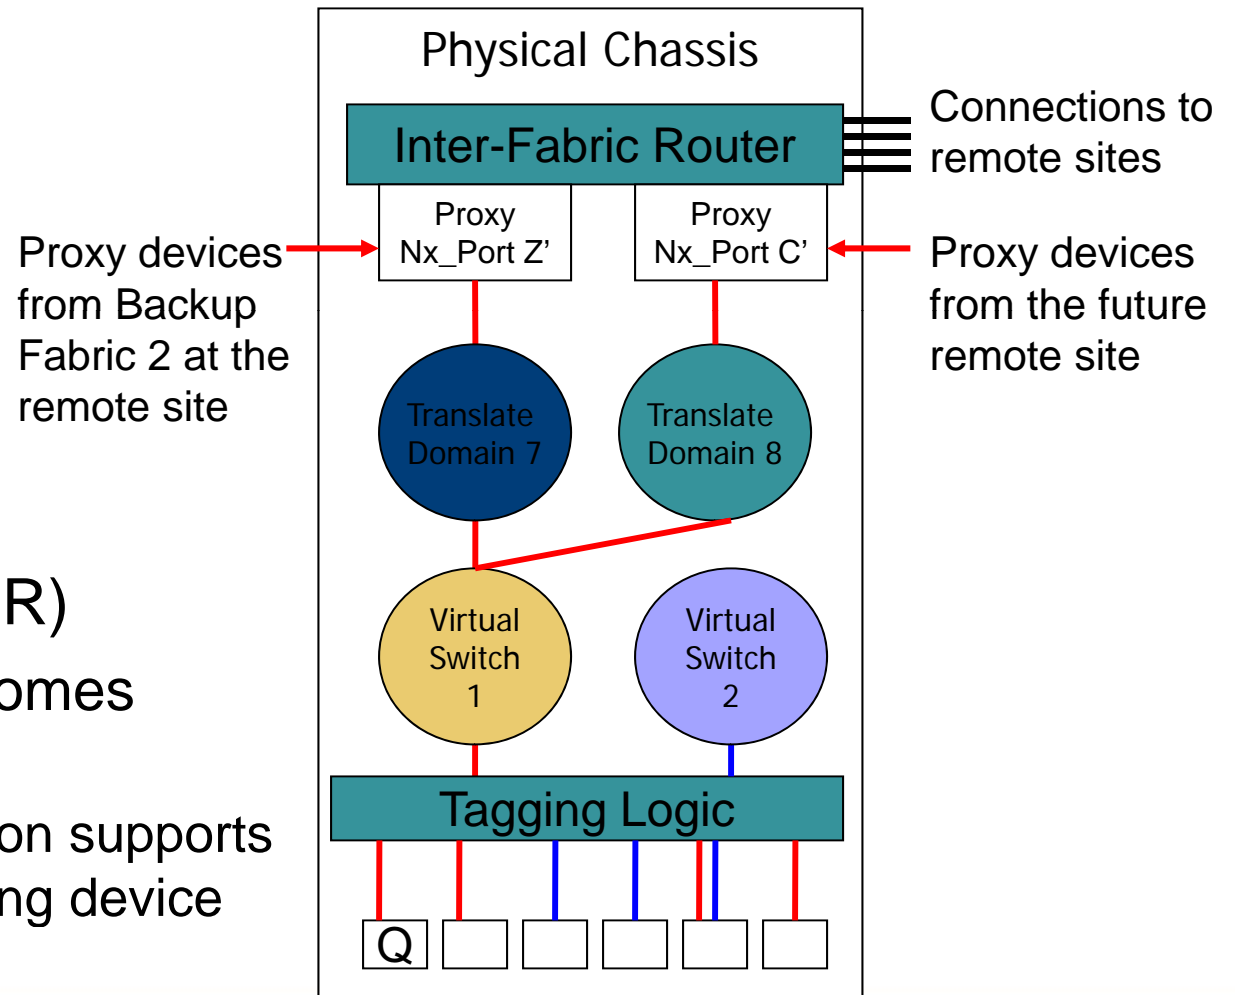 Physical Chassis
Inter-Fabric Router
Connections to
remote sites
Proxy
Nx_Port Z’
Proxy
Nx_Port C’
Proxy devices
from Backup
Fabric 2 at the
remote site
Proxy devices
from the future
remote site
Translate
Domain 7
Translate
Domain 8
R)
omes
on supports
ng device
Virtual
Switch
1
Virtual
Switch
2
Tagging Logic
Q